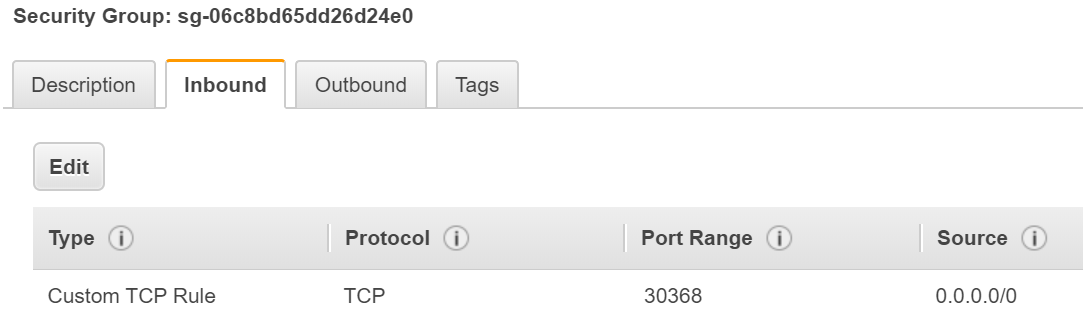 Security Group: sg-06c8bd65dd26d24e0
Description Inbound Outbound Tags
Edit
Type Protocol Port Range Source
Custom TCP Rule TCP 30368 0.0.0.0/0